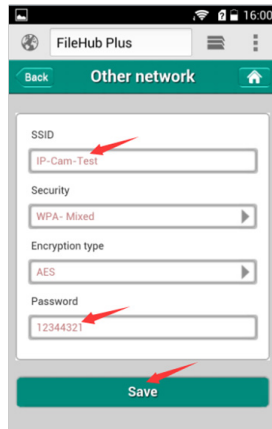 16:00
FileHub Plus
Back
Other network
SSID
IP-Cam-Test
Security
WPA- Mixed
Encryption type
AES
Password
12344321
Save